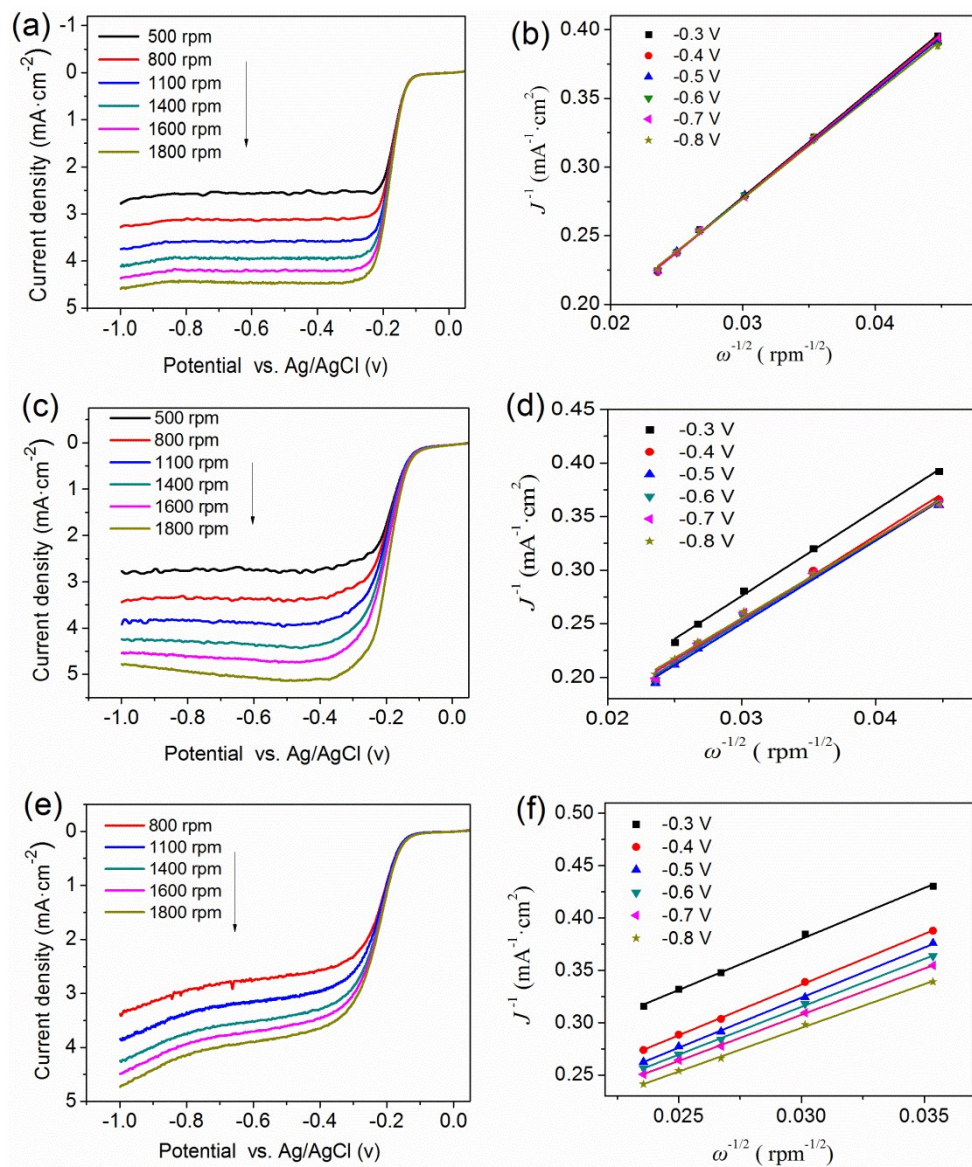 (a)
500 rpm
800 rpm
1100 rpm
1400 rpm
1600 rpm
1800 rpm
-1
0
1
2
3
4
5
Current density (mA·cm-2)
-1.0 -0.8 -0.6 -0.4 -0.2 0.0
Potential vs. Ag/AgCl (v)
(b)
-0.3 V
-0.4 V
-0.5 V
-0.6 V
-0.7 V
-0.8 V
0.40
0.35
0.30
0.25
0.20
J-1 (mA-1·cm2)
0.02 0.03 0.04
ω-1/2 ( rpm-1/2)
(c)
500 rpm
800 rpm
1100 rpm
1400 rpm
1600 rpm
1800 rpm
0
1
2
3
4
5
Current density (mA·cm-2)
-1.0 -0.8 -0.6 -0.4 -0.2 0.0
Potential vs. Ag/AgCl (v)
(d)
-0.3 V
-0.4 V
-0.5 V
-0.6 V
-0.7 V
-0.8 V
0.45
0.40
0.35
0.30
0.25
0.20
J-1 (mA-1·cm2)
0.02 0.03 0.04
ω-1/2 ( rpm-1/2)
(e)
800 rpm
1100 rpm
1400 rpm
1600 rpm
1800 rpm
0
1
2
3
4
5
Current density (mA·cm-2)
-1.0 -0.8 -0.6 -0.4 -0.2 0.0
Potential vs. Ag/AgCl (v)
(f)
-0.3 V
-0.4 V
-0.5 V
-0.6 V
-0.7 V
-0.8 V
0.50
0.45
0.40
0.35
0.30
0.25
J-1 (mA-1·cm2)
0.025 0.030 0.035
ω-1/2 ( rpm-1/2)